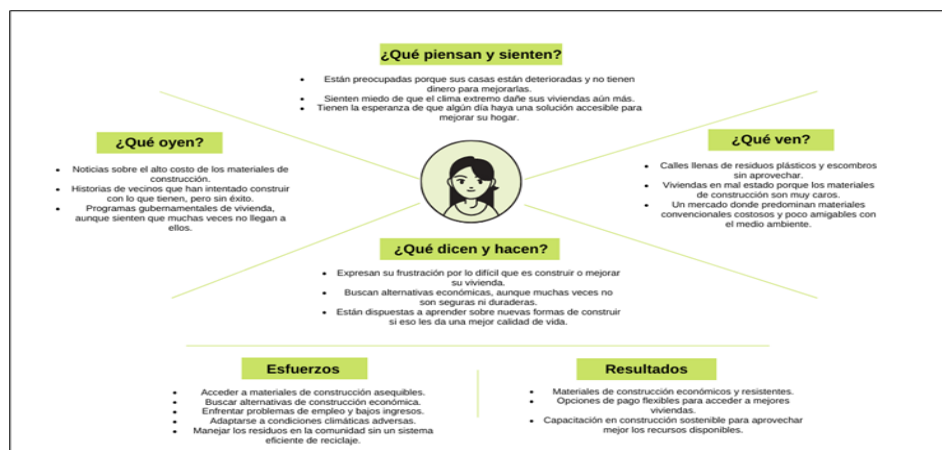 ¿Qué piensan y sienten?
• Están preocupadas porque sus casas están deterioradas y no tienen
dinero para mejorarlas.
• Sienten miedo de que el clima extremo dañe sus viviendas aún más.
• Tienen la esperanza de que algún día haya una solución accesible para
mejorar su hogar.
¿Qué oyen?
• Noticias sobre el alto costo de los materiales de
construcción.
• Historias de vecinos que han intentado construir
con lo que tienen, pero sin éxito.
• Programas gubernamentales de vivienda,
aunque sienten que muchas veces no llegan a
ellos.
¿Qué ven?
• Calles llenas de residuos plásticos y escombros
sin aprovechar.
• Viviendas en mal estado porque los materiales
de construcción son muy caros.
• Un mercado donde predominan materiales
convencionales costosos y poco amigables con
el medio ambiente.
¿Qué dicen y hacen?
• Expresan su frustración por lo difícil que es construir o mejorar
su vivienda.
• Buscan alternativas económicas, aunque muchas veces no
son seguras ni duraderas.
• Están dispuestas a aprender sobre nuevas formas de construir
si eso les da una mejor calidad de vida.
Esfuerzos
• Acceder a materiales de construcción asequibles.
• Buscar alternativas de construcción económica.
• Enfrentar problemas de empleo y bajos ingresos.
• Adaptarse a condiciones climáticas adversas.
• Manejar los residuos en la comunidad sin un sistema
eficiente de reciclaje.
Resultados
• Materiales de construcción económicos y resistentes.
• Opciones de pago flexibles para acceder a mejores
viviendas.
• Capacitación en construcción sostenible para aprovechar
mejor los recursos disponibles.